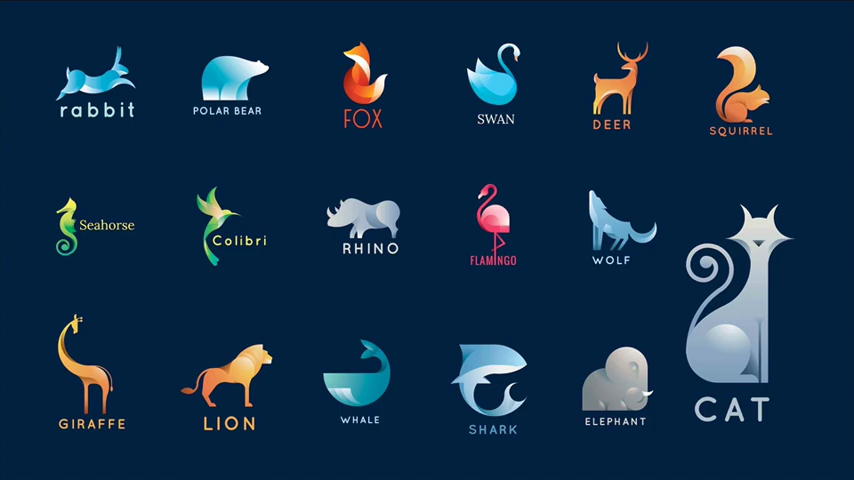 rabbit
POLAR BEAR
FOX
SWAN
DEER
SQUIRREL
Seahorse
Colibri
RHINO
FLAMINGO
WOLF
GIRAFFE
LION
WHALE
SHARK
ELEPHANT
CAT